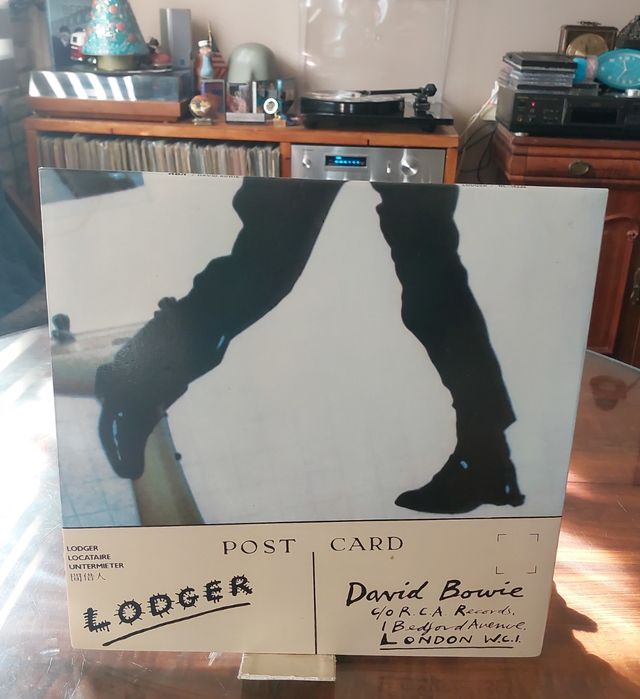 POST CARD
LODGER
LOCATAIRE
UNTERMIETER
間借人
LODGER
David Bowie
c/o R.C.A. Records,
1 Bedford Avenue,
LONDON W.C.1.